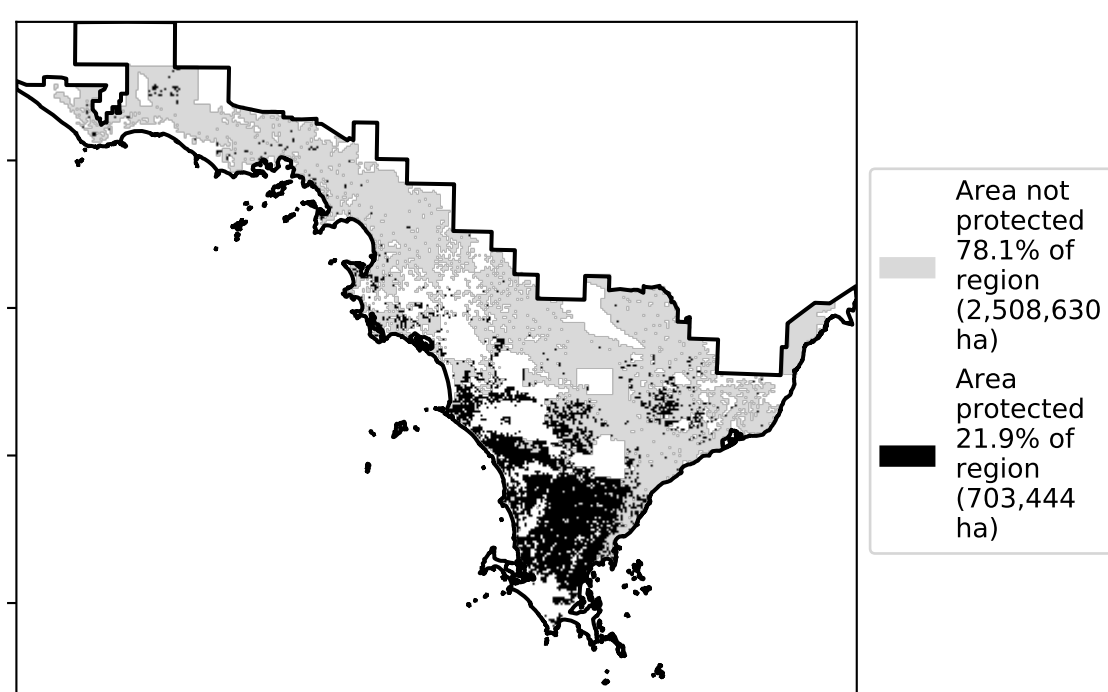 Area not
protected
78.1% of
region
(2,508,630
ha)
Area
protected
21.9% of
region
(703,444
ha)